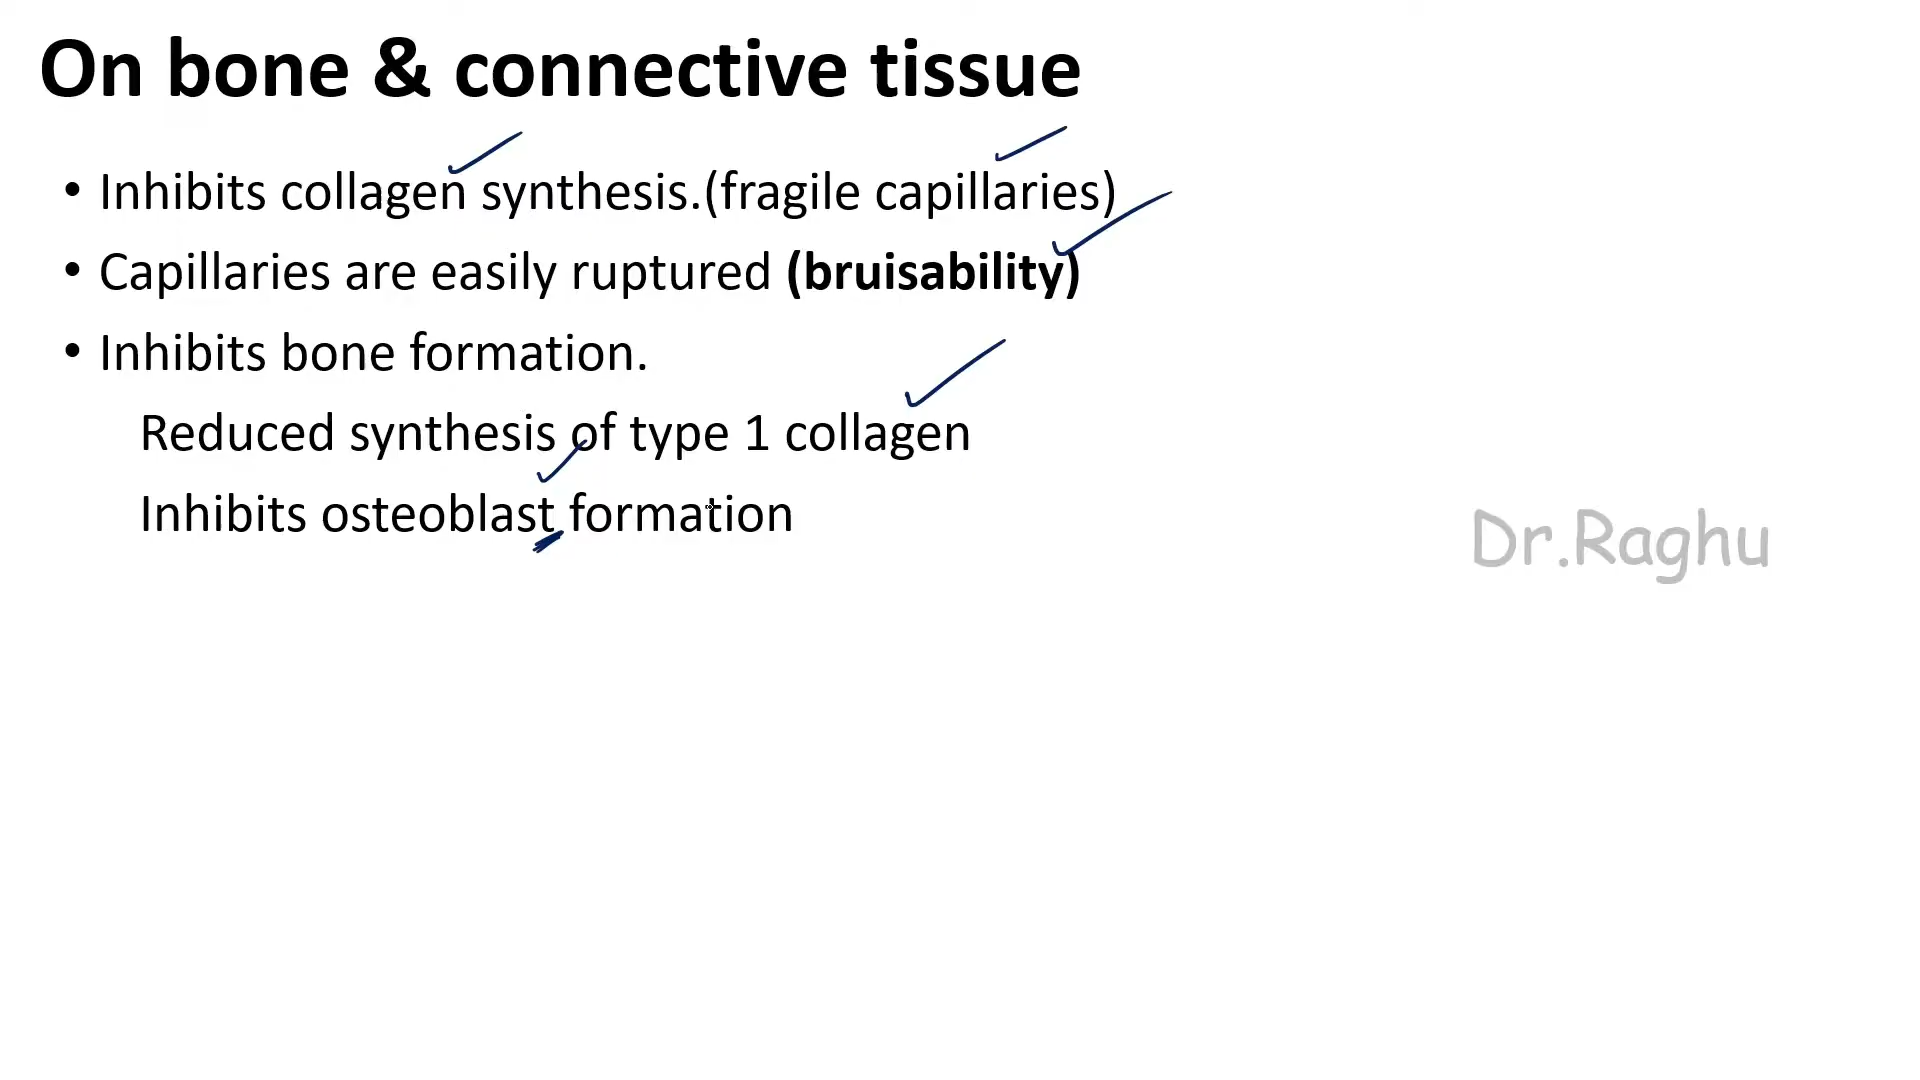 On bone & connective tissue
• Inhibits collagen synthesis.(fragile capillaries)
• Capillaries are easily ruptured (bruisability)
• Inhibits bone formation.
Reduced synthesis of type 1 collagen
Inhibits osteoblast formation
Dr.Raghu